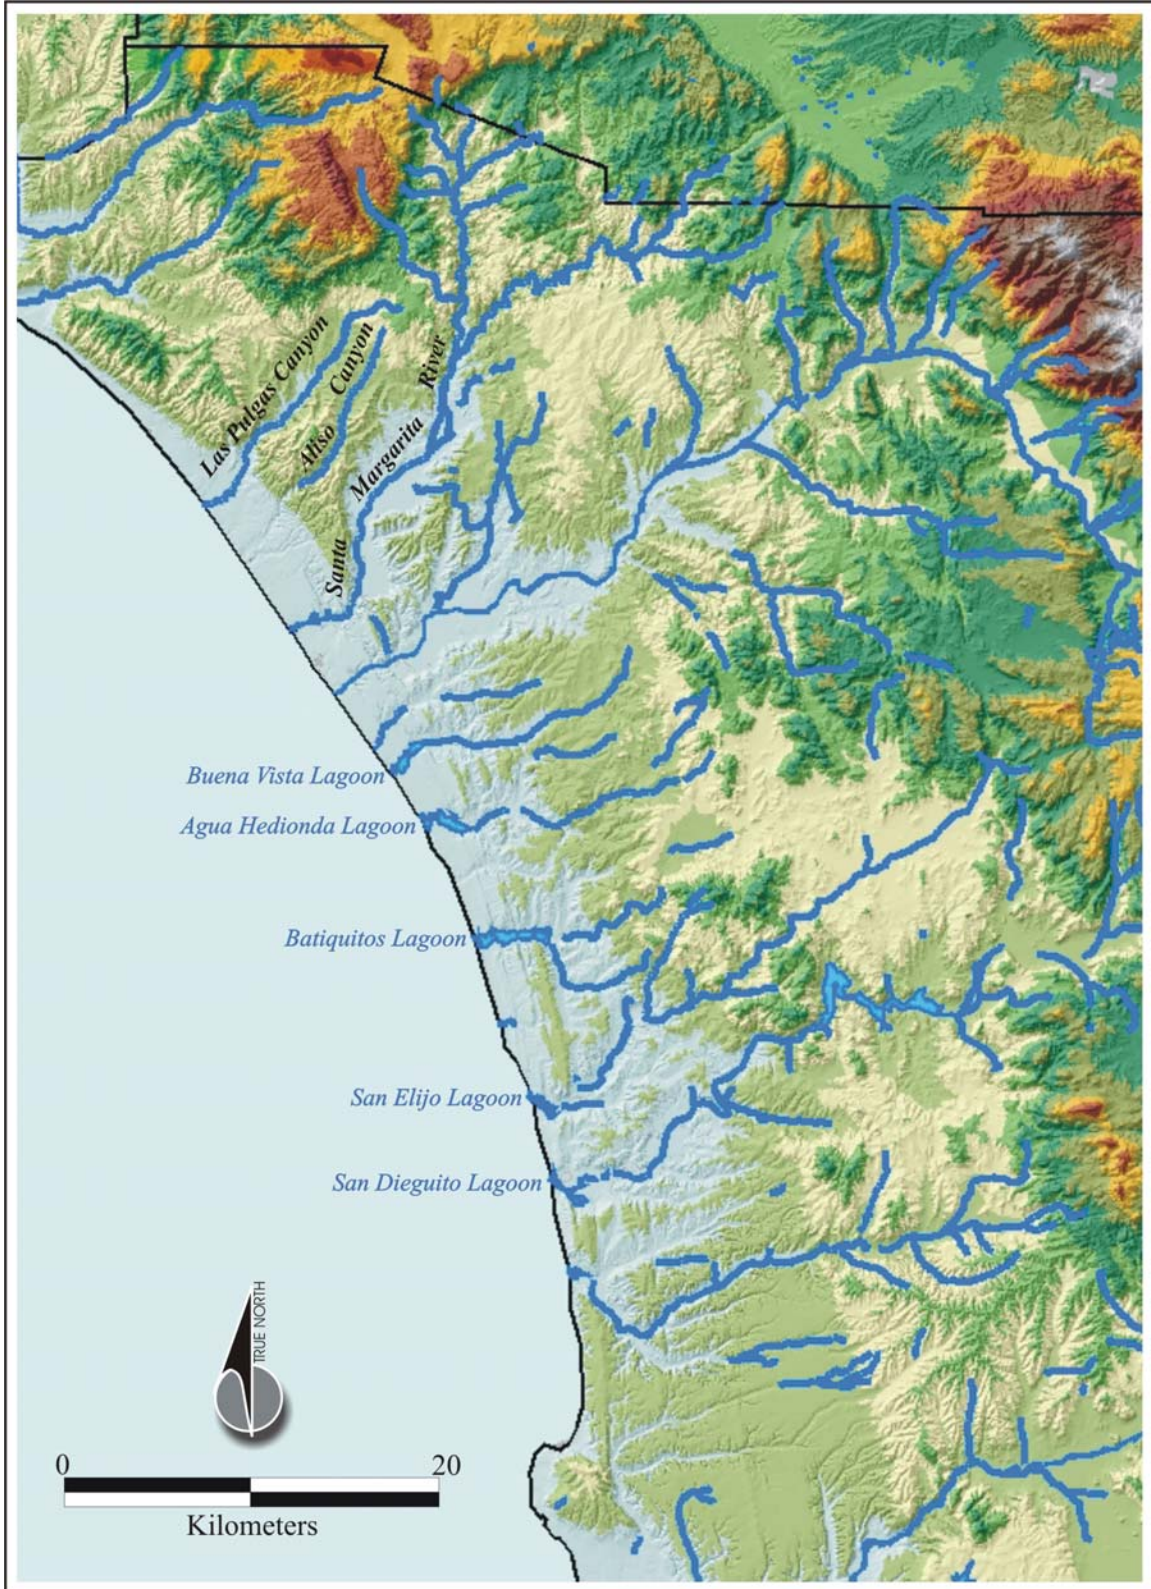 Las Pulgas Canyon
Aliso Canyon
Santa Margarita River
Buena Vista Lagoon
Agua Hedionda Lagoon
Batiquitos Lagoon
San Elijo Lagoon
San Dieguito Lagoon
TRUE NORTH
0 20
Kilometers